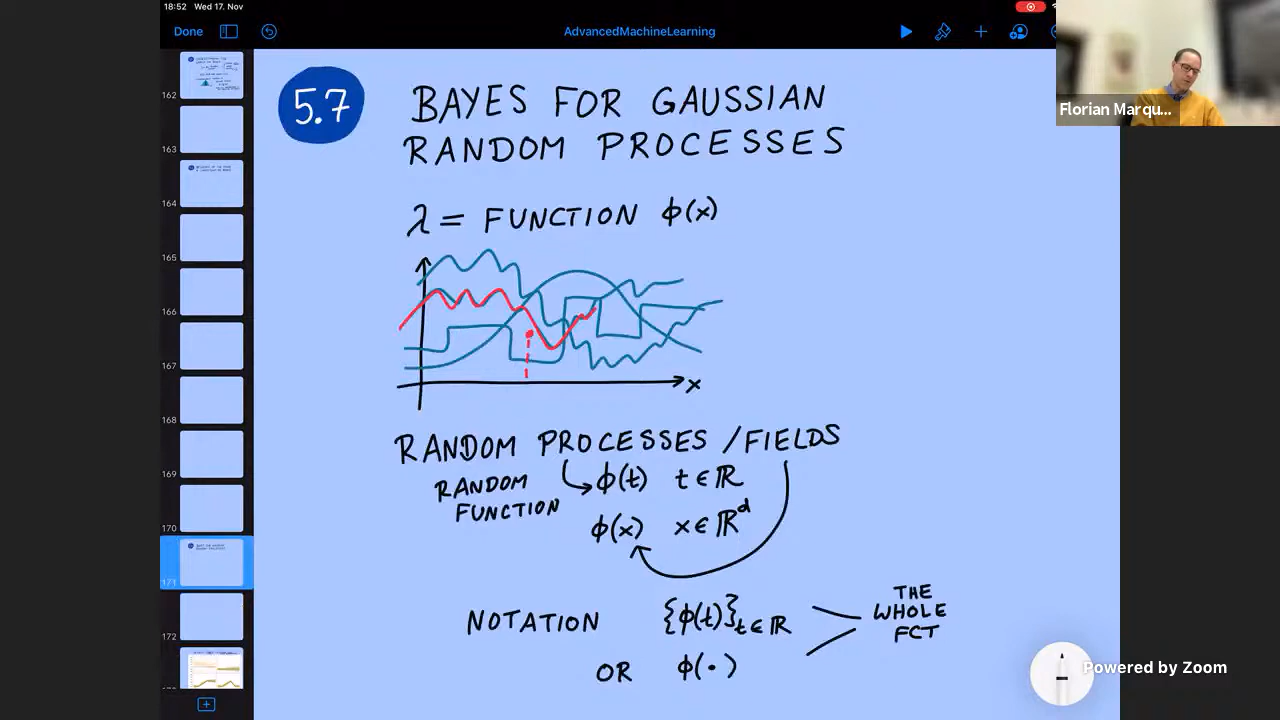 18:52 Wed 17. Nov
Done
AdvancedMachineLearning
Florian Marqu...
5.7
BAYES FOR GAUSSIAN
RANDOM PROCESSES
λ = FUNCTION ϕ(x)
x
RANDOM PROCESSES / FIELDS
RANDOM
FUNCTION
ϕ(t) t ∈ ℝ
ϕ(x) x ∈ ℝᵈ
NOTATION {ϕ(t)}t∈ℝ
OR ϕ(·)
THE
WHOLE
FCT
162
163
164
165
166
167
168
169
170
171
172
Powered by Zoom